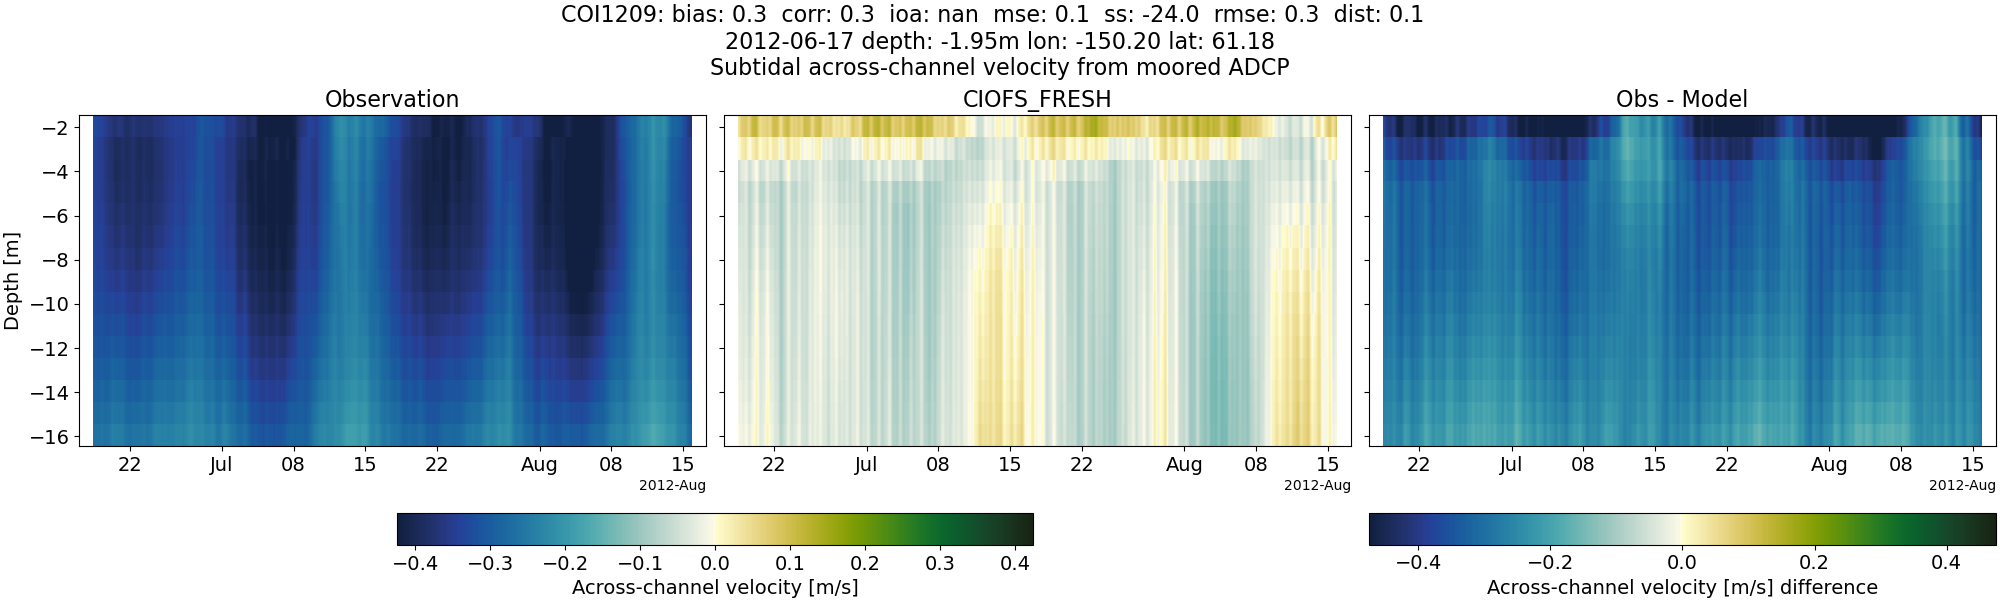 COI1209: bias: 0.3 corr: 0.3 ioa: nan mse: 0.1 ss: -24.0 rmse: 0.3 dist: 0.1
2012-06-17 depth: -1.95m lon: -150.20 lat: 61.18
Subtidal across-channel velocity from moored ADCP
Observation
CIOFS_FRESH
Obs - Model
Depth [m]
−2
−4
−6
−8
−10
−12
−14
−16
22 Jul 08 15 22 Aug 08 15
2012-Aug
22 Jul 08 15 22 Aug 08 15
2012-Aug
22 Jul 08 15 22 Aug 08 15
2012-Aug
−0.4 −0.3 −0.2 −0.1 0.0 0.1 0.2 0.3 0.4
Across-channel velocity [m/s]
−0.4 −0.2 0.0 0.2 0.4
Across-channel velocity [m/s] difference